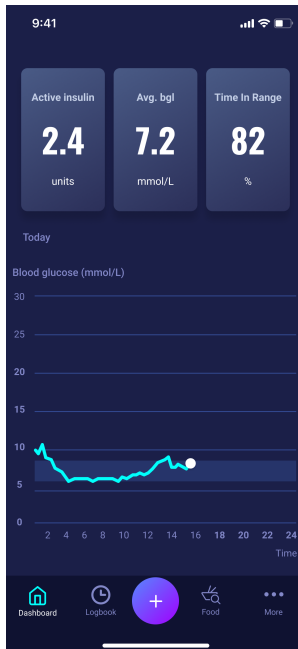 9:41
Active insulin Avg. bgl Time In Range
2.4 7.2 82
units mmol/L %
Today
Blood glucose (mmol/L)
30
25
20
15
10
5
0
2 4 6 8 10 12 14 16 18 20 22 24
Time
Dashboard Logbook + Food More